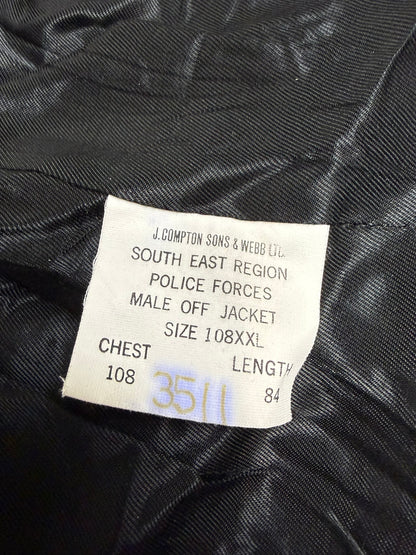 J. COMPTON SONS & WEBB LTD.
SOUTH EAST REGION
POLICE FORCES
MALE OFF JACKET
SIZE 108XXL
CHEST LENGTH
108 3511 84